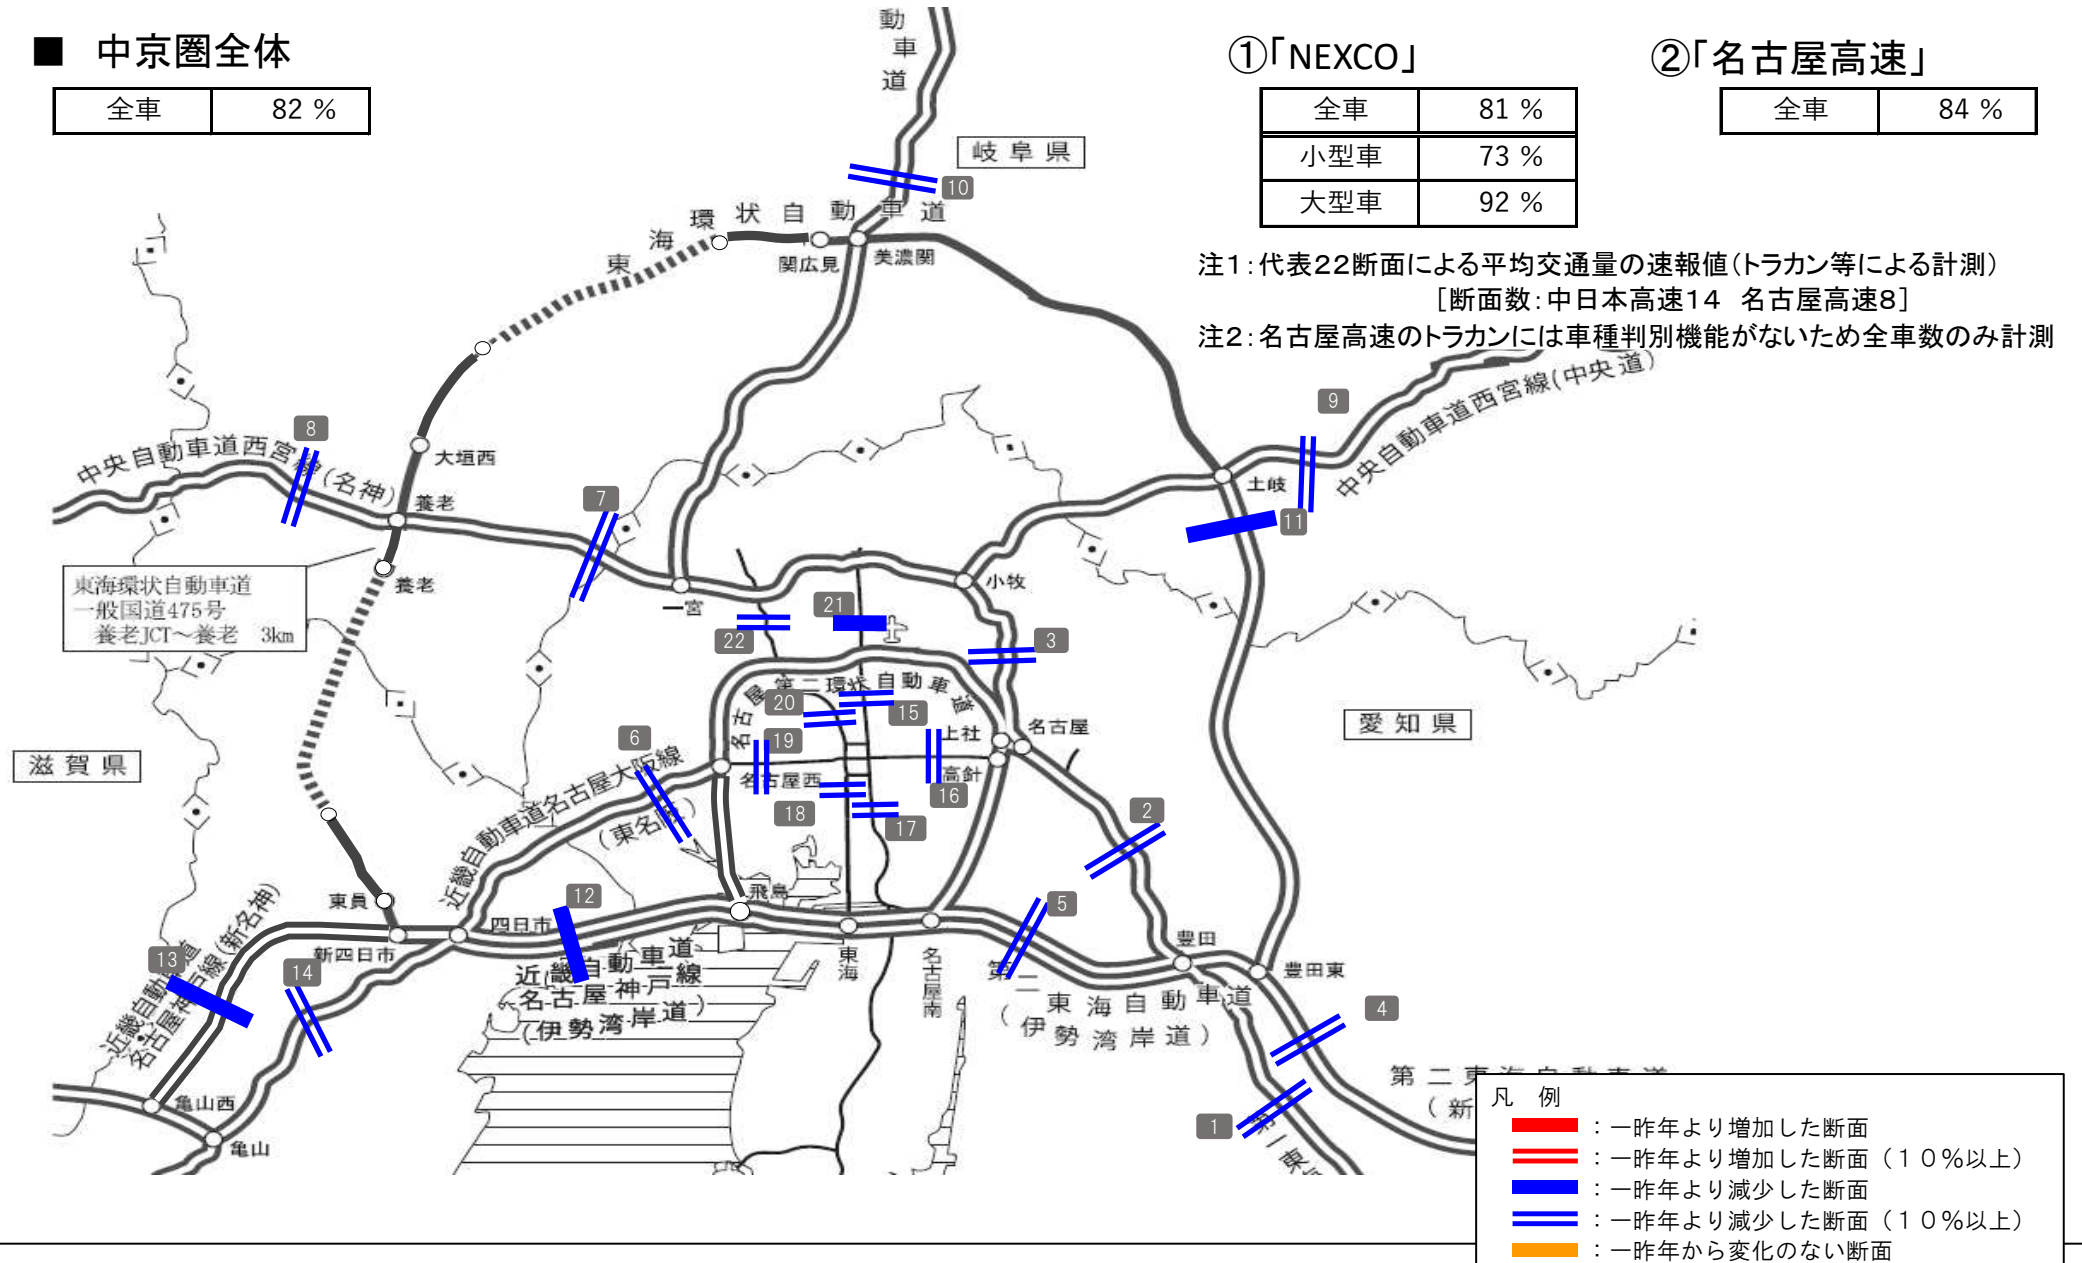 ■ 中京圏全体
全車 82 %
①「NEXCO」
全車 81 %
小型車 73 %
大型車 92 %
②「名古屋高速」
全車 84 %
注1：代表22断面による平均交通量の速報値（トラカン等による計測）
［断面数：中日本高速14 名古屋高速8］
注2：名古屋高速のトラカンには車種判別機能がないため全車数のみ計測
動車道
岐阜県
10
東海環状自動車道
関広見
美濃関
中央自動車道西宮線(中央道)
9
8
中央自動車道西宮線(名神)
大垣西
養老
7
土岐
11
養老
東海環状自動車道
一般国道475号
養老JCT～養老 3km
一宮
小牧
21
22
3
名古屋第二環状自動車道
20
15
上社
名古屋
愛知県
滋賀県
6
19
名古屋西
高針
16
近畿自動車道名古屋大阪線
(東名阪)
18
17
2
飛島
東員
12
四日市
5
新四日市
近畿自動車道
名古屋神戸線(新名神)
13
14
近畿自動車道
名古屋神戸線
(伊勢湾岸道)
東海
名古屋南
豊田
豊田東
第二東海自動車道
(伊勢湾岸道)
4
第二東海自動車道
(新
亀山西
亀山
1
第一東
凡 例
：一昨年より増加した断面
：一昨年より増加した断面（１０%以上）
：一昨年より減少した断面
：一昨年より減少した断面（１０%以上）
：一昨年から変化のない断面